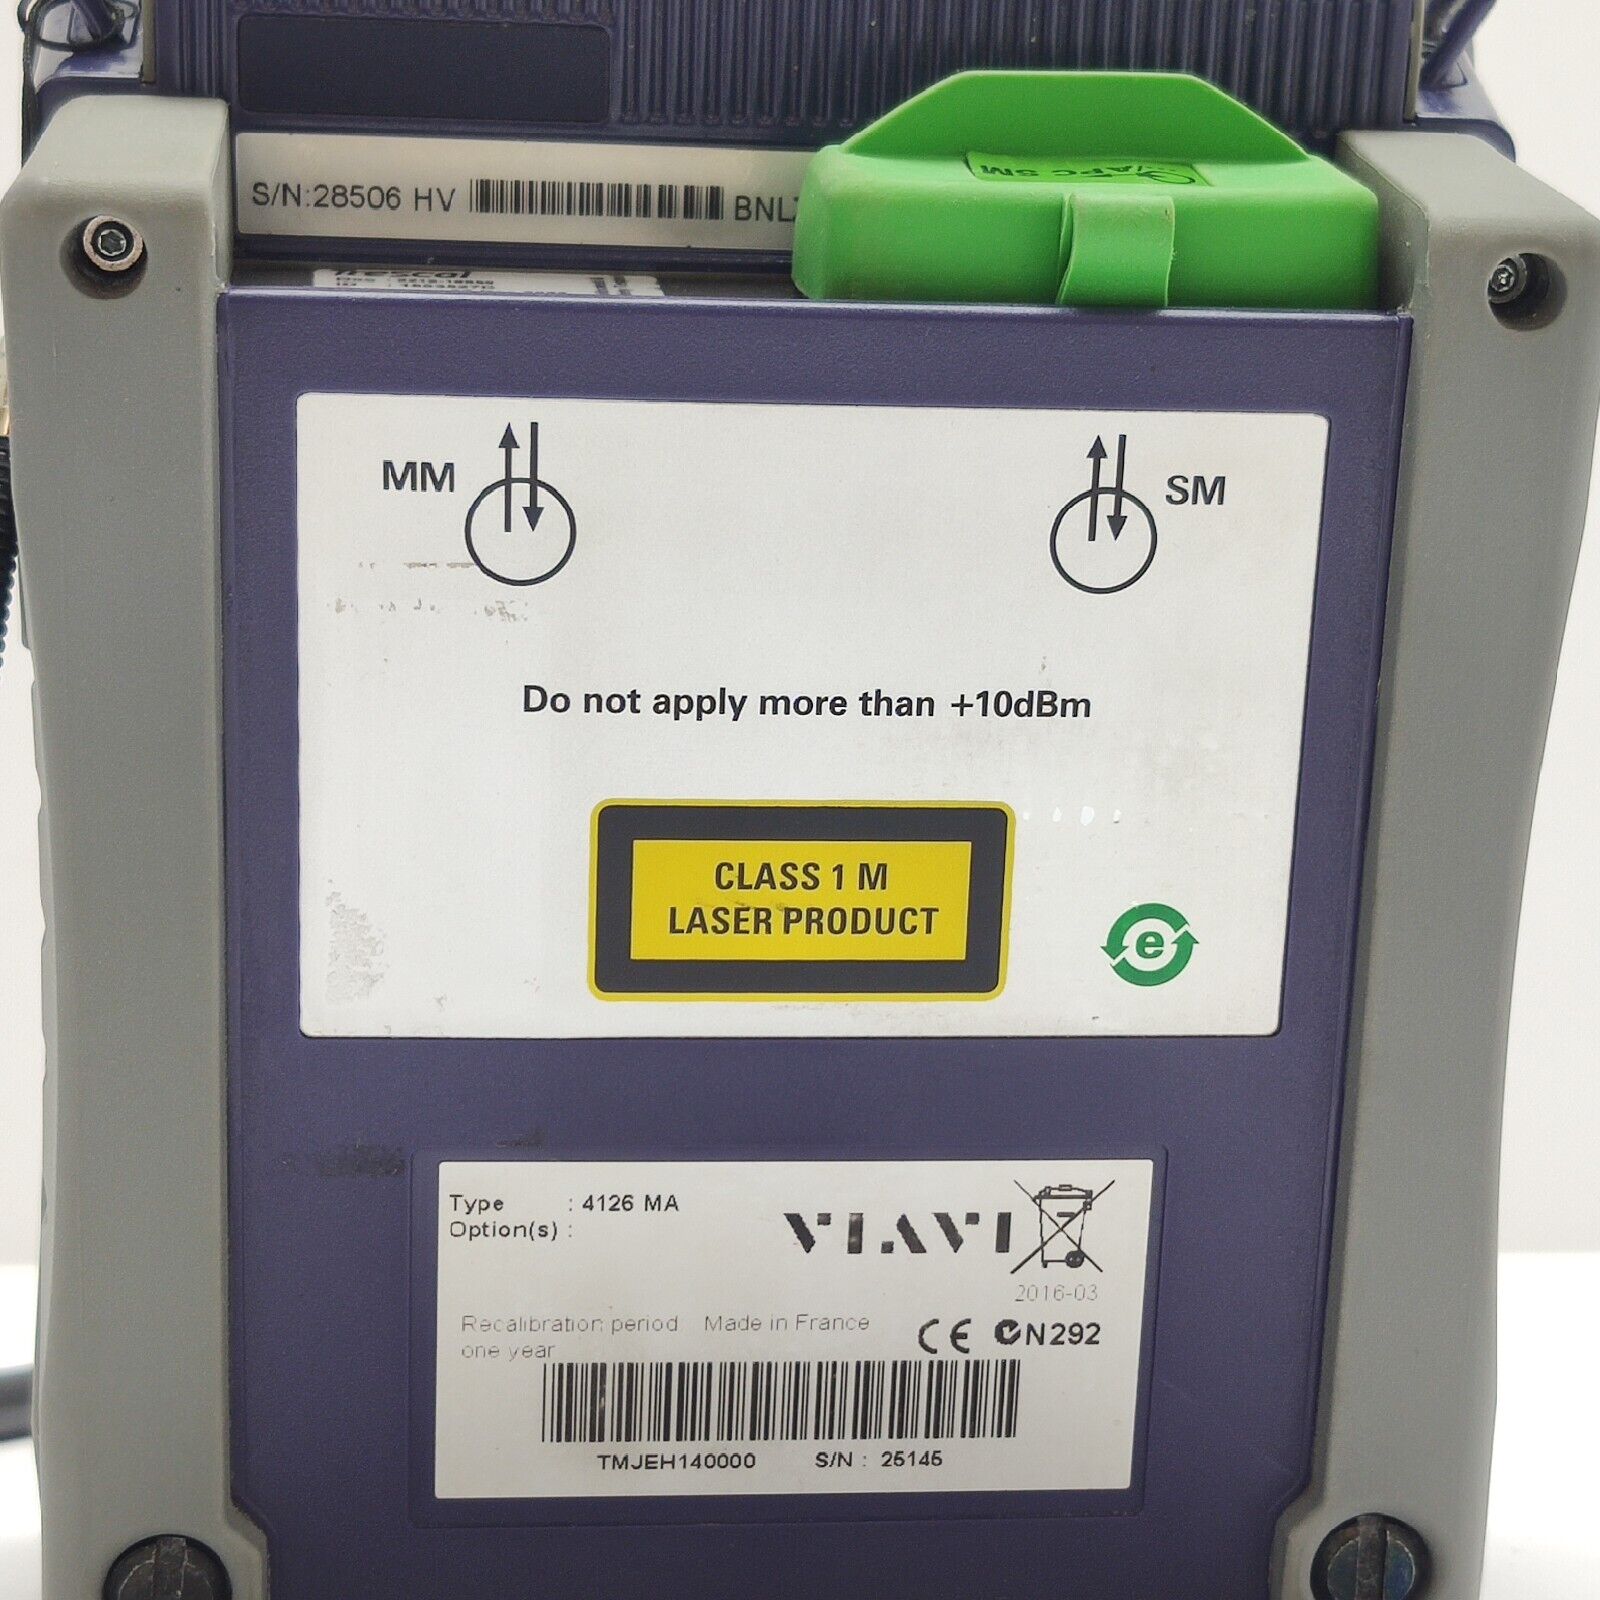 /APC SM
S/N:28506 HV BNL
MM
SM
Do not apply more than +10dBm
CLASS 1 M
LASER PRODUCT
e
Type : 4126 MA
Option(s) :
VIAVI
2016-03
Recalibration period Made in France
one year
CE N292
TMJEH140000 S/N : 25145